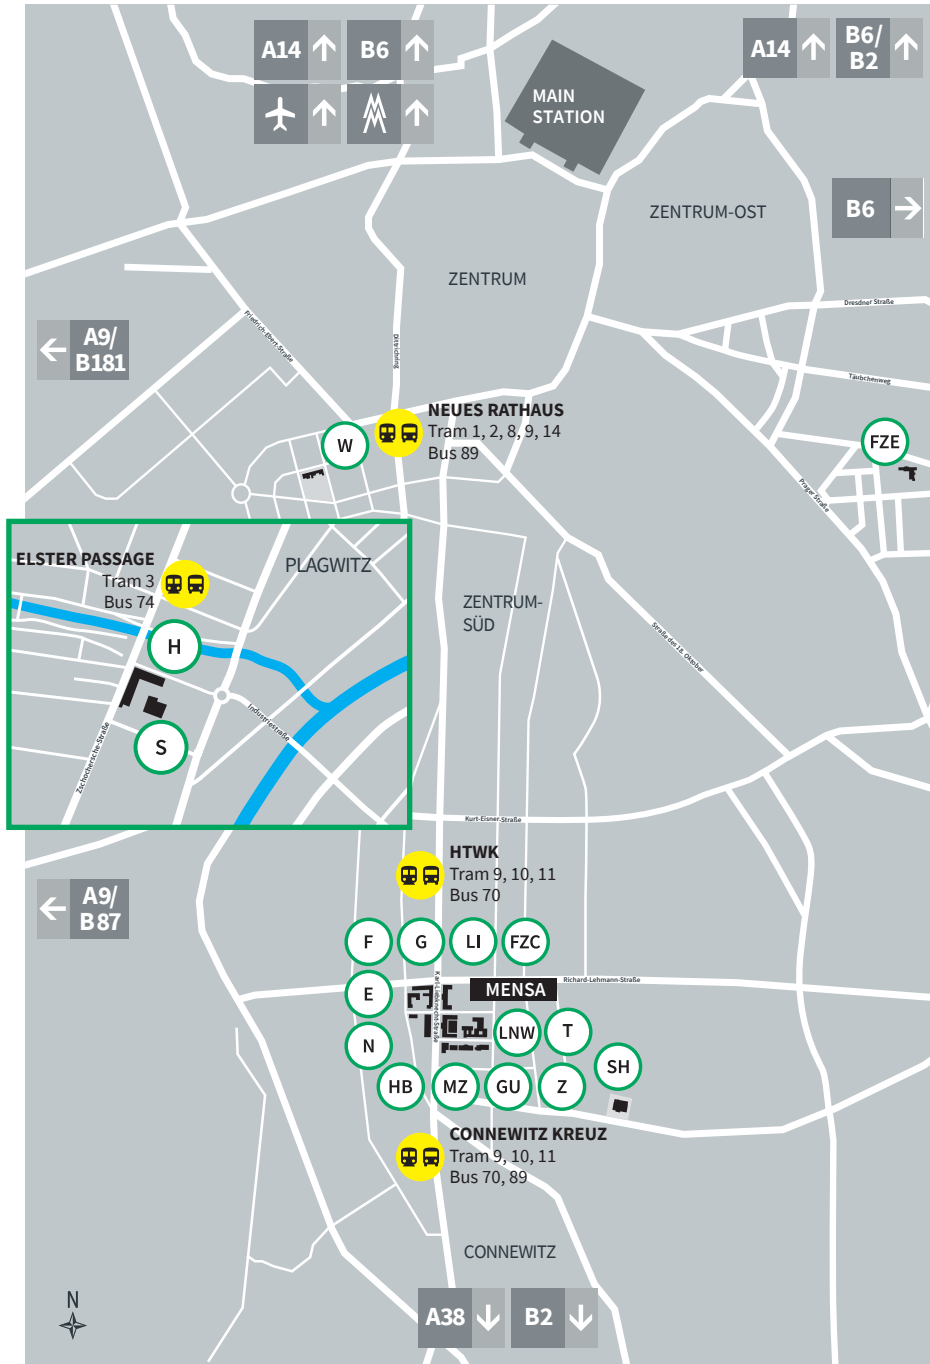 A14
B6
A14
B6/
B2
MAIN
STATION
B6
ZENTRUM-OST
ZENTRUM
Dresdner Straße
A9/
B181
Friedrich-Ebert-Straße
Dittrichring
Täubchenweg
NEUES RATHAUS
Tram 1, 2, 8, 9, 14
Bus 89
W
FZE
Prager Straße
ELSTER PASSAGE
Tram 3
Bus 74
PLAGWITZ
ZENTRUM-
SÜD
H
Straße des 18. Oktober
Industriestraße
S
Zschochersche-Straße
Kurt-Eisner-Straße
HTWK
Tram 9, 10, 11
Bus 70
A9/
B87
F
G
LI
FZC
Richard-Lehmann-Straße
E
MENSA
Karl-Liebknecht-Straße
N
LNW
T
SH
HB
MZ
GU
Z
CONNEWITZ KREUZ
Tram 9, 10, 11
Bus 70, 89
CONNEWITZ
N
A38
B2